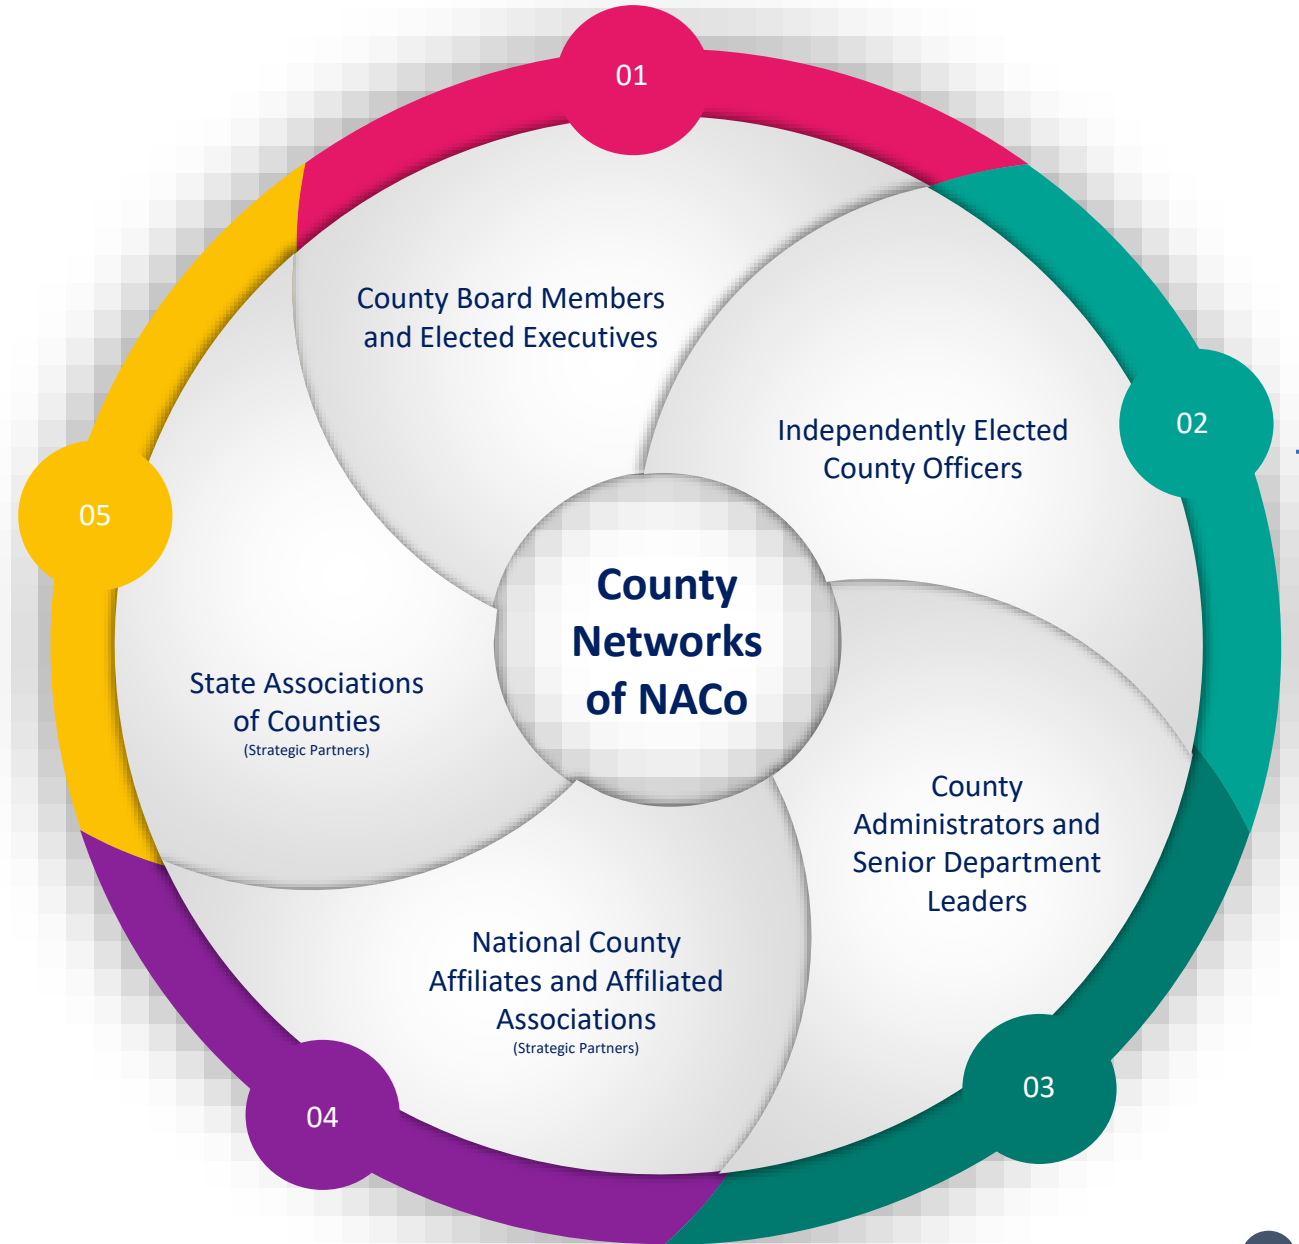 01
County Board Members
and Elected Executives
02
Independently Elected
County Officers
County
Networks
of NACo
05
State Associations
of Counties
(Strategic Partners)
County
Administrators and
Senior Department
Leaders
03
National County
Affiliates and Affiliated
Associations
(Strategic Partners)
04